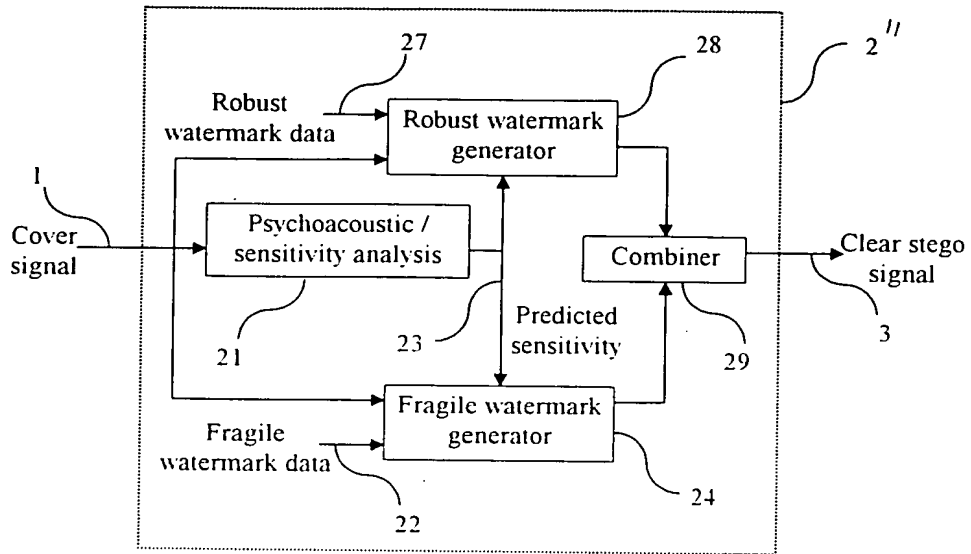 27
28
2"
Robust
watermark data
Robust watermark
generator
1
Cover
signal
Psychoacoustic /
sensitivity analysis
Combiner
Clear stego
signal
21
23
Predicted
sensitivity
29
3
Fragile watermark
generator
Fragile
watermark data
22
24